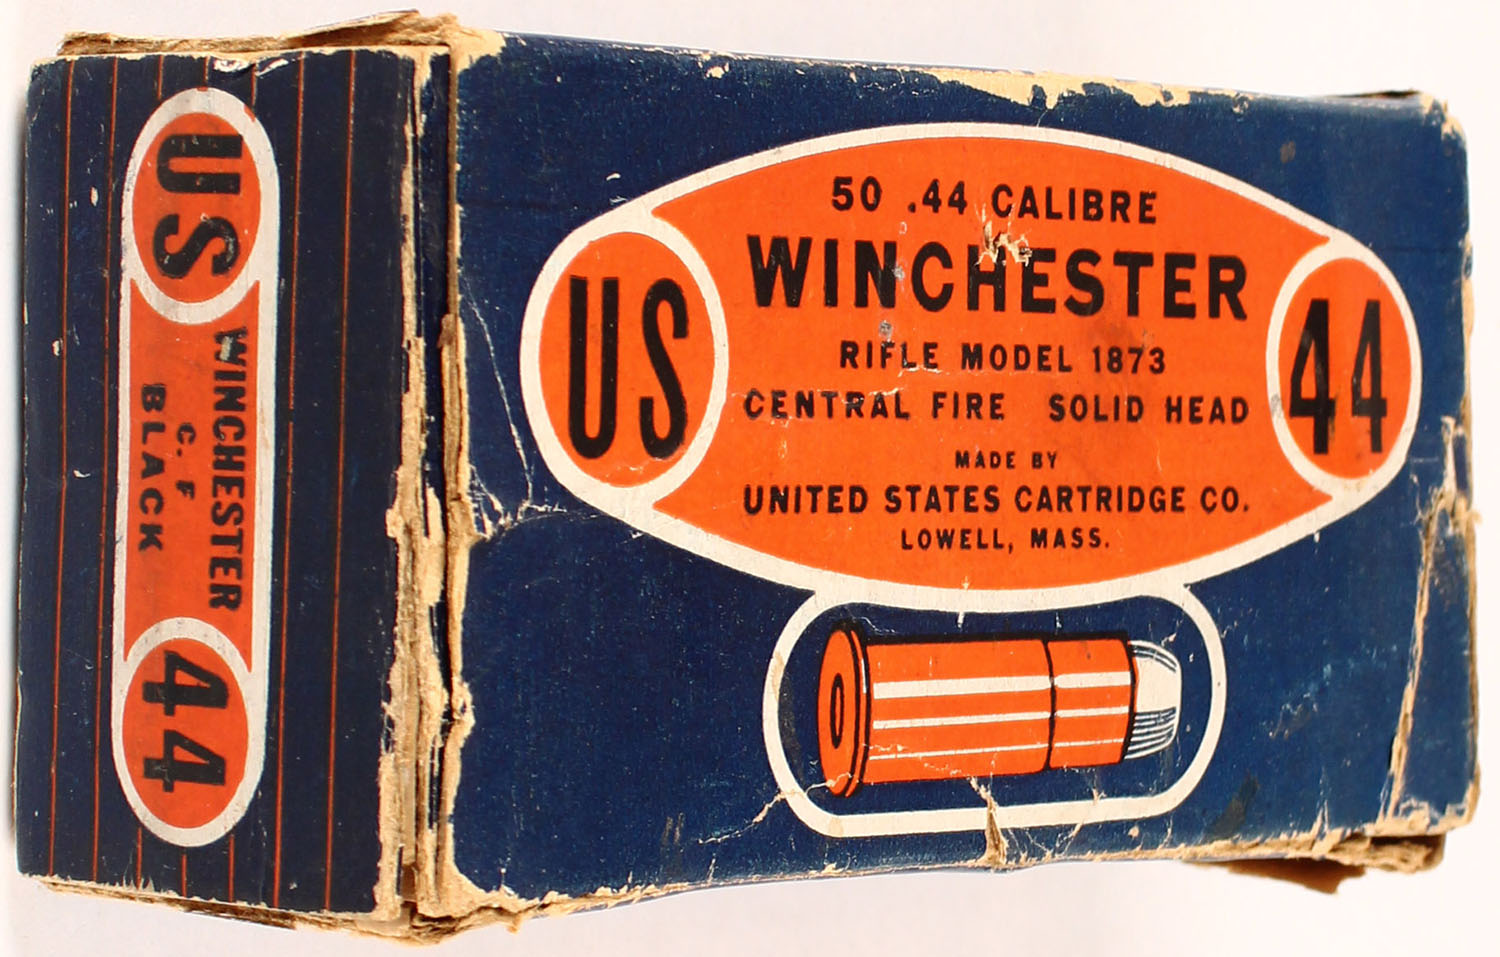 US
WINCHESTER
C. F
BLACK
44
50 .44 CALIBRE
WINCHESTER
RIFLE MODEL 1873
CENTRAL FIRE SOLID HEAD
MADE BY
UNITED STATES CARTRIDGE CO.
LOWELL, MASS.
US
44